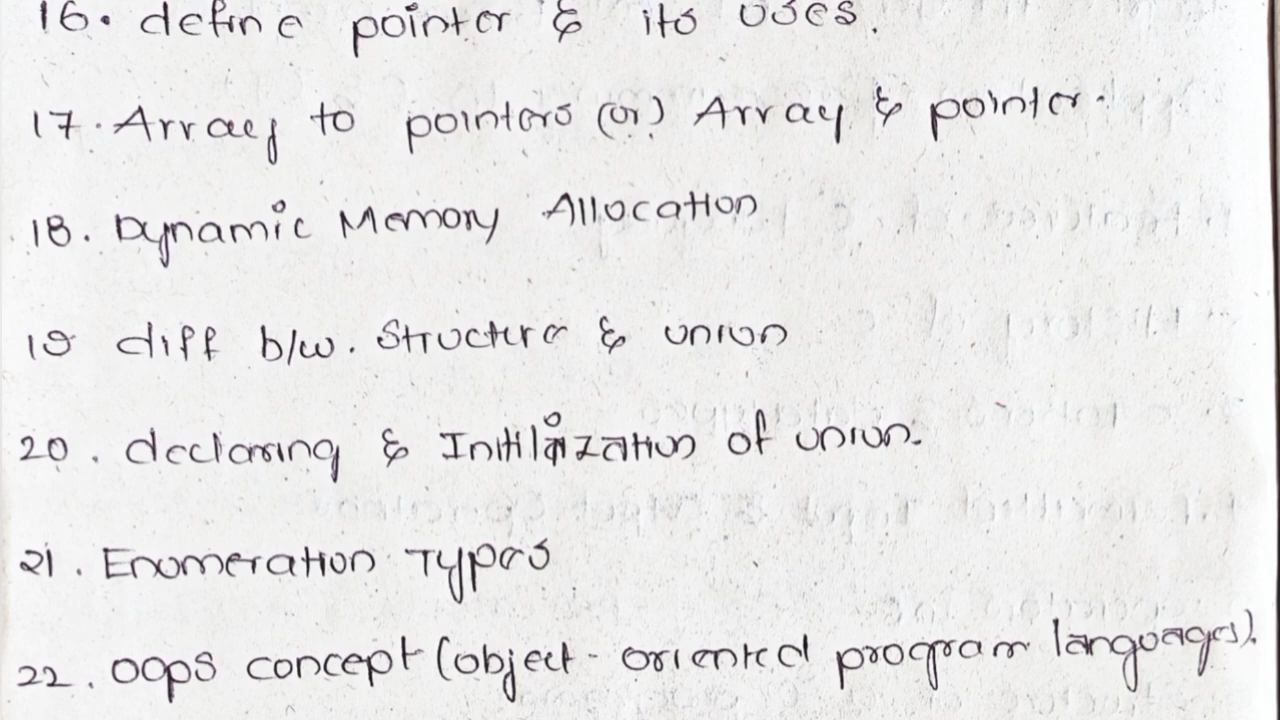 16. define pointer & its uses.
17. Array to pointers (or) Array & pointer.
18. Dynamic Memory Allocation
19 diff b/w. Structure & union
20. declaring & Initilaization of union.
21. Enumeration Types
22. oops concept (object-oriented program languages).